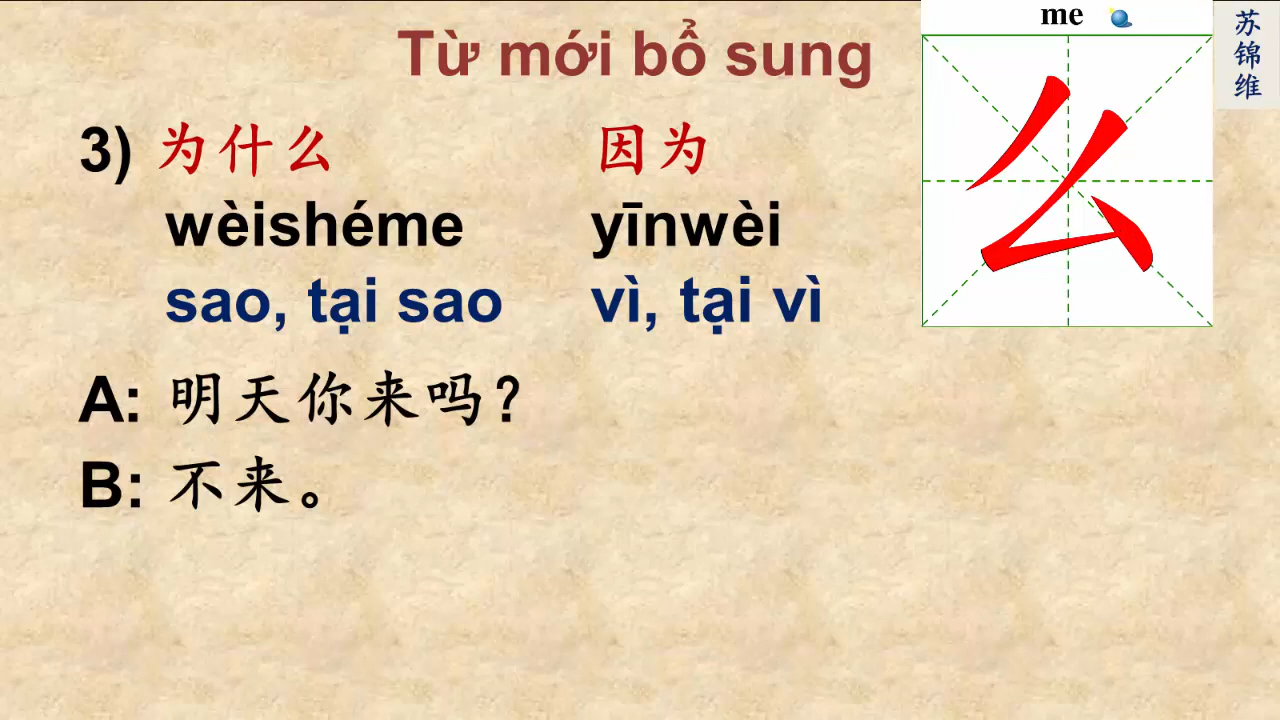 Từ mới bổ sung
me
苏锦维
3) 为什么 因为
wèishéme yīnwèi
sao, tại sao vì, tại vì
么
A: 明天你来吗？
B: 不来。